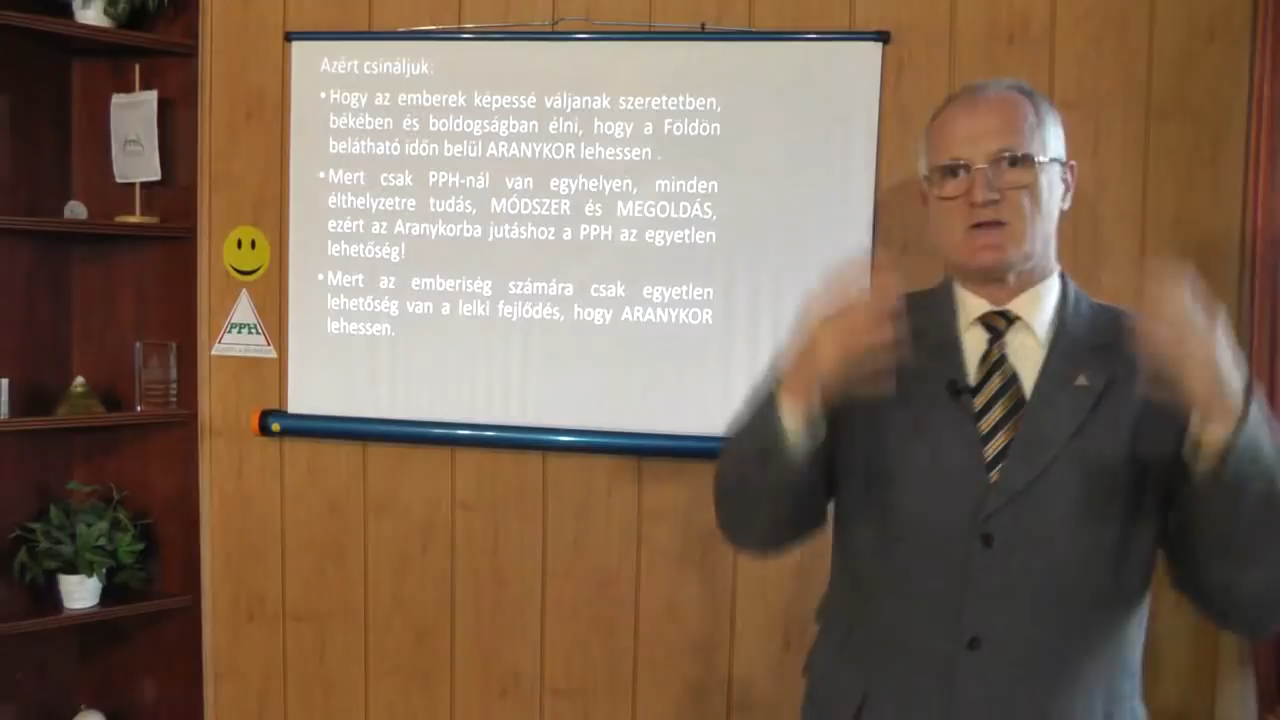 Azért csináljuk:
•Hogy az emberek képessé váljanak szeretetben,
békében és boldogságban élni, hogy a Földön
belátható időn belül ARANYKOR lehessen .
•Mert csak PPH-nál van egyhelyen, minden
élthelyzetre tudás, MÓDSZER és MEGOLDÁS,
ezért az Aranykorba jutáshoz a PPH az egyetlen
lehetőség!
•Mert az emberiség számára csak egyetlen
lehetőség van a lelki fejlődés, hogy ARANYKOR
lehessen.
PPH